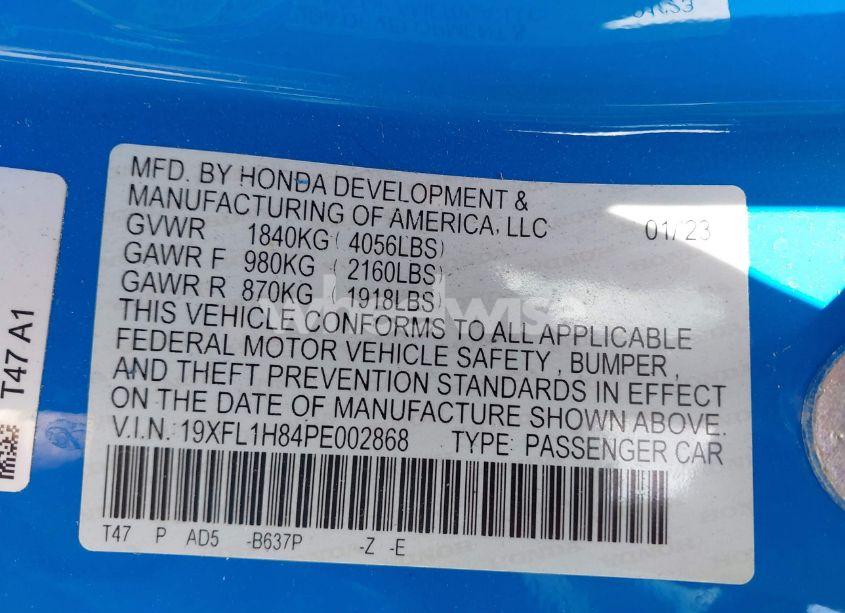 MFD. BY HONDA DEVELOPMENT &
MANUFACTURING OF AMERICA, LLC 01/23
GVWR 1840KG ( 4056LBS)
GAWR F 980KG ( 2160LBS)
GAWR R 870KG ( 1918LBS)
THIS VEHICLE CONFORMS TO ALL APPLICABLE
FEDERAL MOTOR VEHICLE SAFETY , BUMPER ,
AND THEFT PREVENTION STANDARDS IN EFFECT
ON THE DATE OF MANUFACTURE SHOWN ABOVE.
V.I.N. 19XFL1H84PE002868 TYPE: PASSENGER CAR
T47 P AD5 -B637P -Z -E
T47 A1
wheelwise